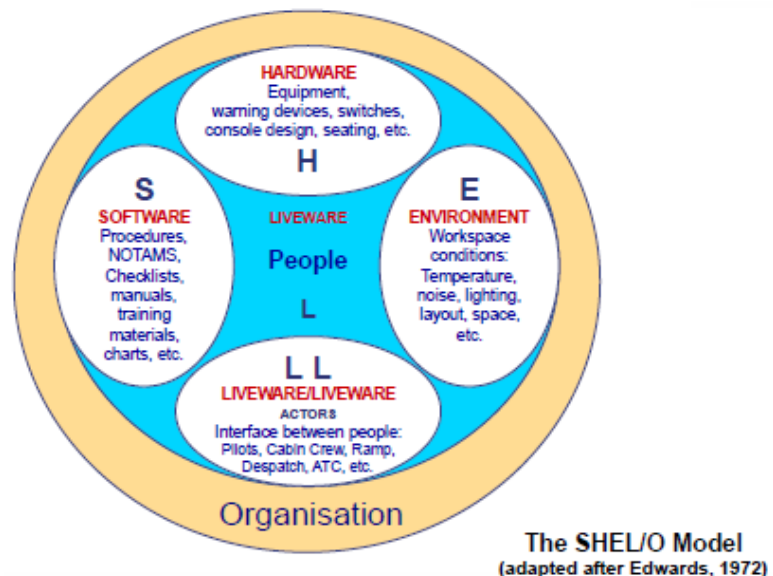 HARDWARE
Equipment,
warning devices, switches,
console design, seating, etc.
H
S
SOFTWARE
Procedures,
NOTAMS,
Checklists,
manuals,
training
materials,
charts, etc.
LIVEWARE
People
L
E
ENVIRONMENT
Workspace
conditions:
Temperature,
noise, lighting,
layout, space,
etc.
L L
LIVEWARE/LIVEWARE
ACTORS
Interface between people:
Pilots, Cabin Crew, Ramp,
Despatch, ATC, etc.
Organisation
The SHEL/O Model
(adapted after Edwards, 1972)